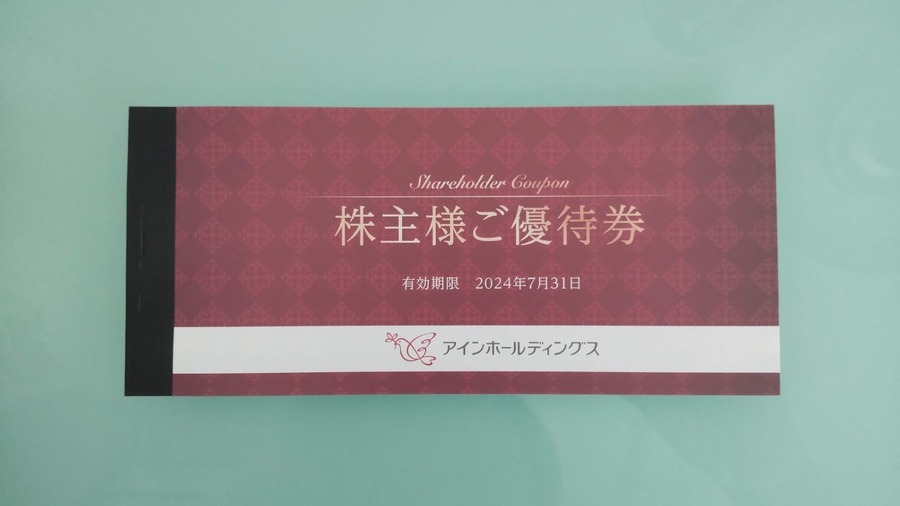 Shareholder Coupon
株主様ご優待券
有効期限　2024年7月31日
アインホールディングス